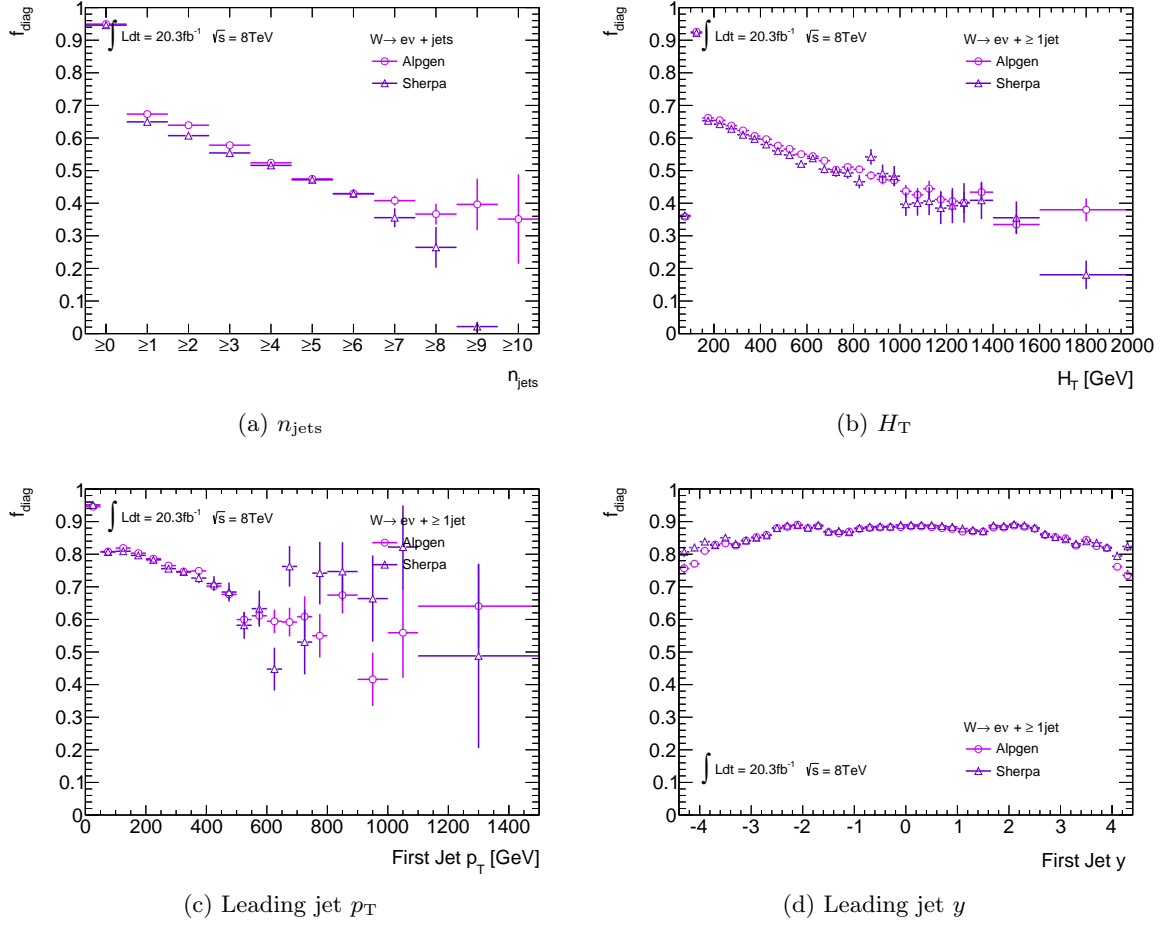 f_diag
1
0.9
0.8
0.7
0.6
0.5
0.4
0.3
0.2
0.1
0
∫ Ldt = 20.3fb⁻¹ √s = 8TeV
W→ eν + jets
Alpgen
Sherpa
≥0 ≥1 ≥2 ≥3 ≥4 ≥5 ≥6 ≥7 ≥8 ≥9 ≥10
n_jets
(a) n_jets
f_diag
1
0.9
0.8
0.7
0.6
0.5
0.4
0.3
0.2
0.1
0
∫ Ldt = 20.3fb⁻¹ √s = 8TeV
W→ eν + ≥ 1jet
Alpgen
Sherpa
200 400 600 800 1000 1200 1400 1600 1800 2000
H_T [GeV]
(b) H_T
f_diag
1
0.9
0.8
0.7
0.6
0.5
0.4
0.3
0.2
0.1
0
∫ Ldt = 20.3fb⁻¹ √s = 8TeV
W→ eν + ≥ 1jet
Alpgen
Sherpa
0 200 400 600 800 1000 1200 1400
First Jet p_T [GeV]
(c) Leading jet p_T
f_diag
1
0.9
0.8
0.7
0.6
0.5
0.4
0.3
0.2
0.1
0
W→ eν + ≥ 1jet
Alpgen
Sherpa
∫ Ldt = 20.3fb⁻¹ √s = 8TeV
-4 -3 -2 -1 0 1 2 3 4
First Jet y
(d) Leading jet y